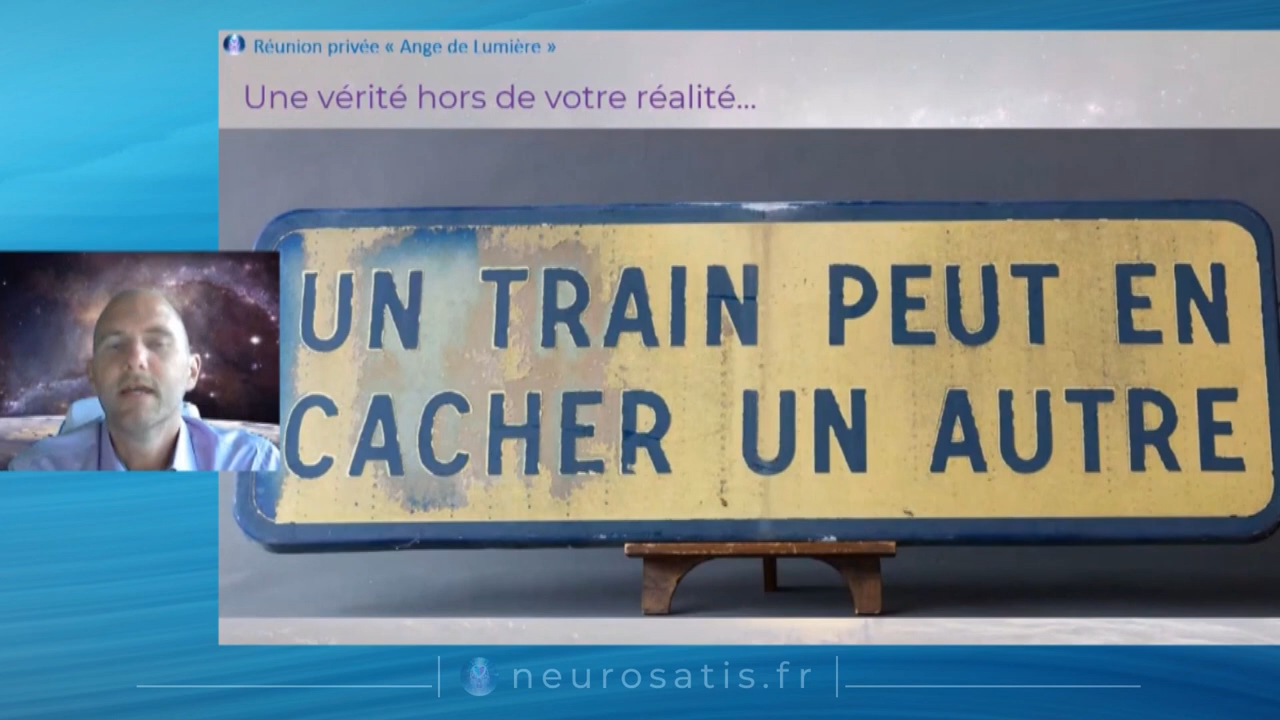 Réunion privée « Ange de Lumière »
Une vérité hors de votre réalité...
UN TRAIN PEUT EN
CACHER UN AUTRE
neurosatis.fr